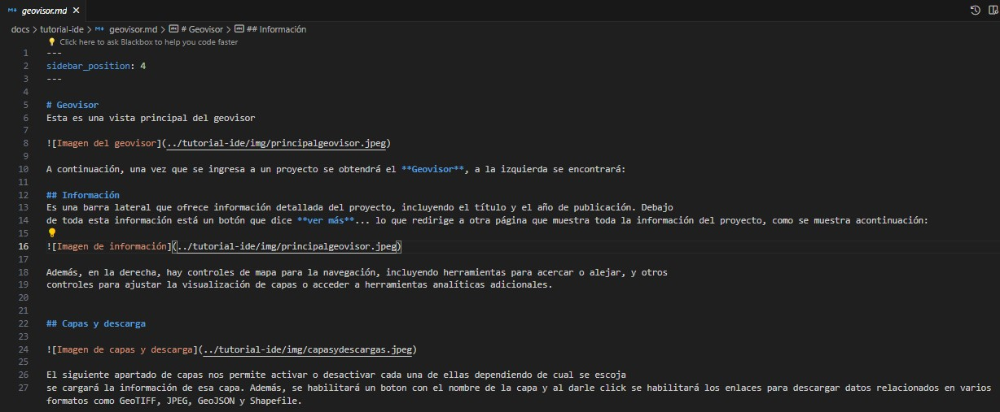 geovisor.md
docs > tutorial-ide > geovisor.md > # Geovisor > ## Información
Click here to ask Blackbox to help you code faster
1 ---
2 sidebar_position: 4
3 ---
4
5 # Geovisor
6 Esta es una vista principal del geovisor
7
8 ![Imagen del geovisor](../tutorial-ide/img/principalgeovisor.jpeg)
9
10 A continuación, una vez que se ingresa a un proyecto se obtendrá el **Geovisor**, a la izquierda se encontrará:
11
12 ## Información
13 Es una barra lateral que ofrece información detallada del proyecto, incluyendo el título y el año de publicación. Debajo
14 de toda esta información está un botón que dice **ver más**... lo que redirige a otra página que muestra toda la información del proyecto, como se muestra acontinuación:
15
16 ![Imagen de información](../tutorial-ide/img/principalgeovisor.jpeg)
17
18 Además, en la derecha, hay controles de mapa para la navegación, incluyendo herramientas para acercar o alejar, y otros
19 controles para ajustar la visualización de capas o acceder a herramientas analíticas adicionales.
20
21
22 ## Capas y descarga
23
24 ![Imagen de capas y descarga](../tutorial-ide/img/capasydescargas.jpeg)
25
26 El siguiente apartado de capas nos permite activar o desactivar cada una de ellas dependiendo de cual se escoja
27 se cargará la información de esa capa. Además, se habilitará un boton con el nombre de la capa y al darle click se habilitará los enlaces para descargar datos relacionados en varios
formatos como GeoTIFF, JPEG, GeoJSON y Shapefile.